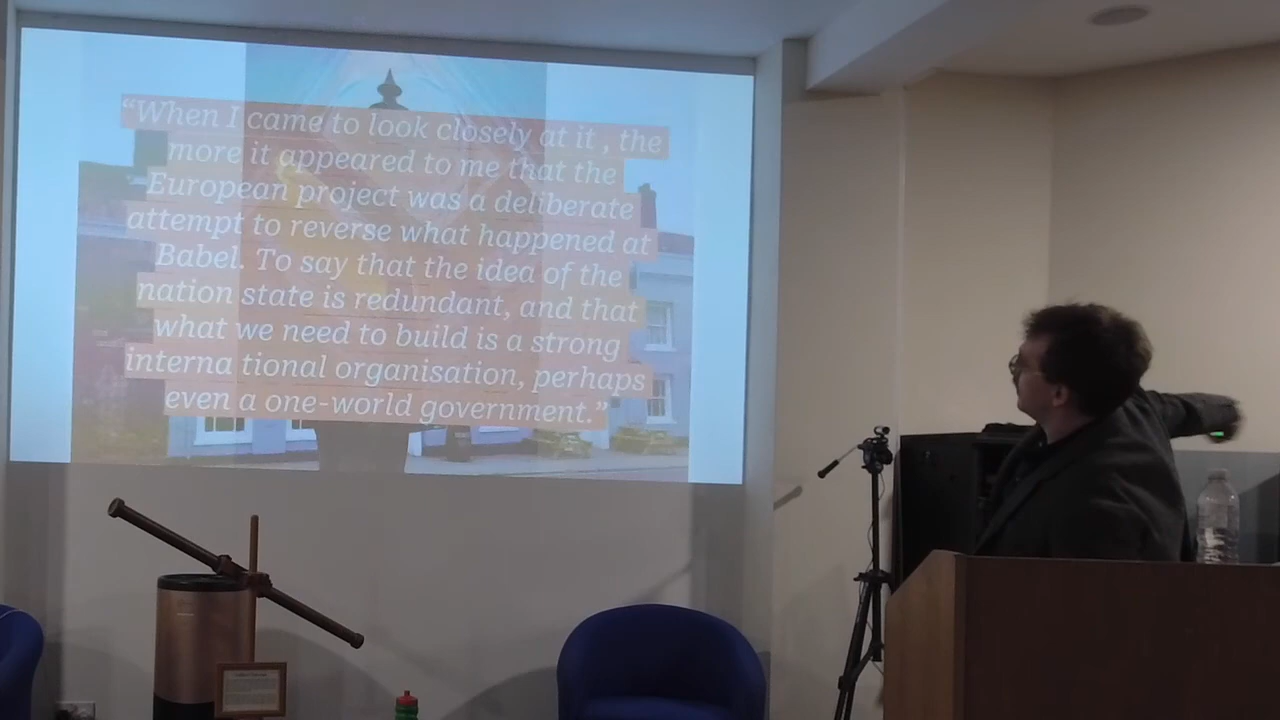 “When I came to look closely at it , the
more it appeared to me that the
European project was a deliberate
attempt to reverse what happened at
Babel. To say that the idea of the
nation state is redundant, and that
what we need to build is a strong
interna tional organisation, perhaps
even a one-world government.”